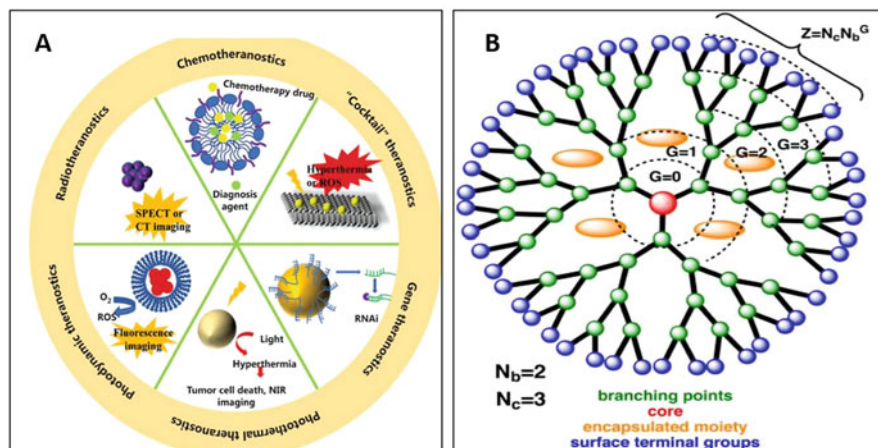 A
Chemotheranostics
"Cocktail" theranostics
Gene theranostics
Photothermal theranostics
Photodynamic theranostics
Radiotheranostics
Chemotherapy drug
Diagnosis
agent
Hyperthermia
or ROS
SPECT or
CT imaging
O2
ROS
Fluorescence
imaging
Light
Hyperthermia
Tumor cell death, NIR
imaging
RNAi
B
Z=NcNb^G
G=0
G=1
G=2
G=3
Nb=2
Nc=3
branching points
core
encapsulated moiety
surface terminal groups